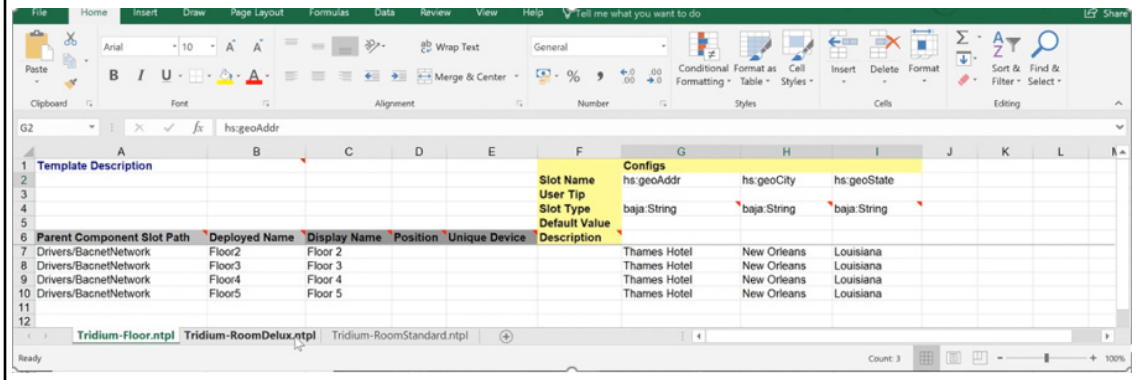 File Home Insert Draw Page Layout Formulas Data Review View Help Tell me what you want to do Share
Paste
Arial 10 A A
B I U A
Wrap Text
Merge & Center
General
% , .0 .00 .00 .0
Conditional Formatting
Format as Table
Cell Styles
Insert Delete Format
Sort & Filter
Find & Select
Clipboard Font Alignment Number Styles Cells Editing
G2 fx hs:geoAddr
A B C D E F G H I J K L
1 Template Description Configs
2 Slot Name hs:geoAddr hs:geoCity hs:geoState
3 User Tip
4 Slot Type baja:String baja:String baja:String
5 Default Value
6 Parent Component Slot Path Deployed Name Display Name Position Unique Device Description
7 Drivers/BacnetNetwork Floor2 Floor 2 Thames Hotel New Orleans Louisiana
8 Drivers/BacnetNetwork Floor3 Floor 3 Thames Hotel New Orleans Louisiana
9 Drivers/BacnetNetwork Floor4 Floor 4 Thames Hotel New Orleans Louisiana
10 Drivers/BacnetNetwork Floor5 Floor 5 Thames Hotel New Orleans Louisiana
11
12
Tridium-Floor.ntpl Tridium-RoomDelux.ntpl Tridium-RoomStandard.ntpl
Ready Count: 3 100%